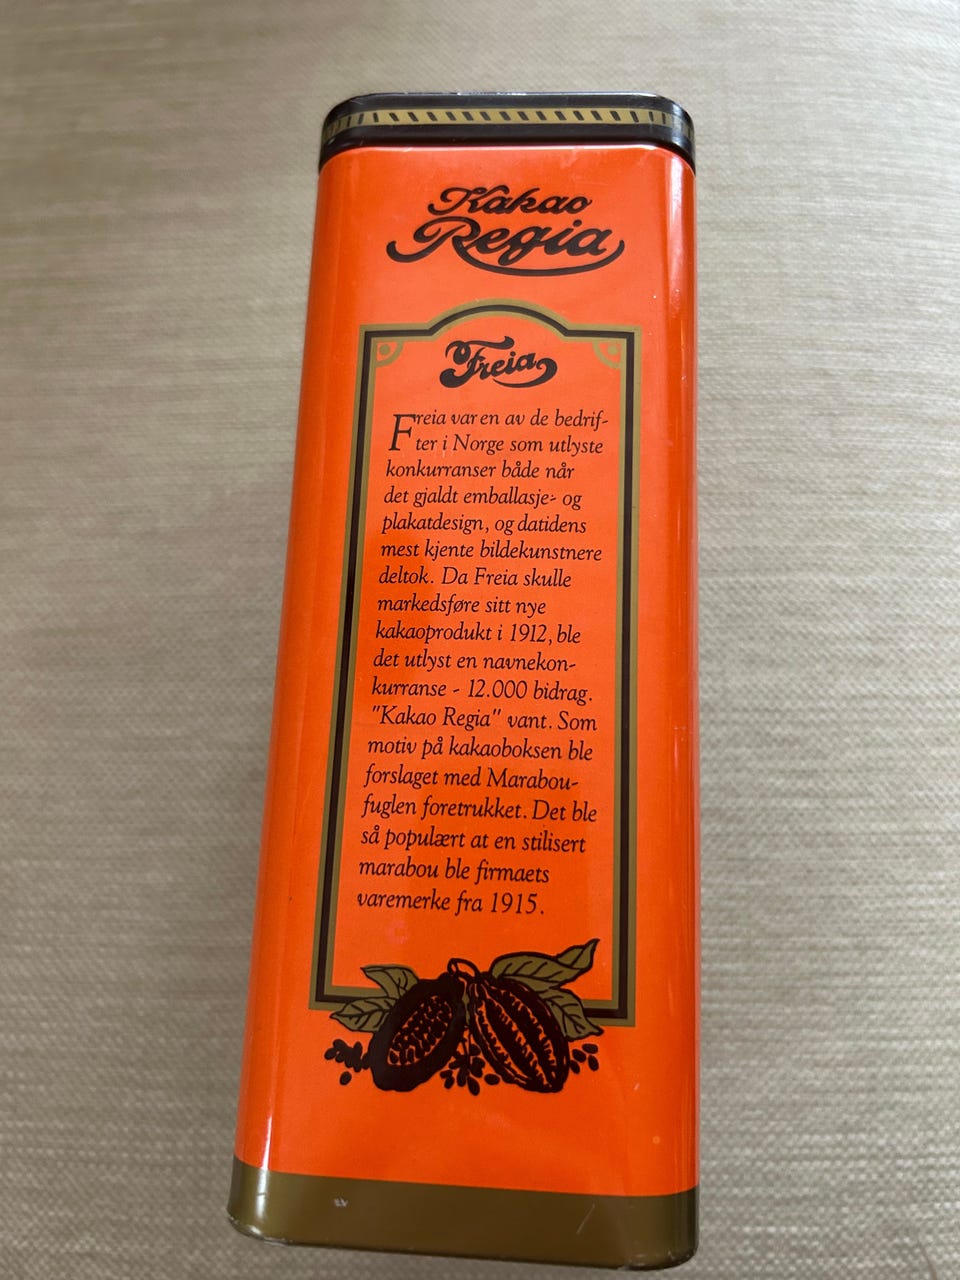 Kakao
Regia
Freia
Freia var en av de bedrif-
ter i Norge som utlyste
konkurranser både når
det gjaldt emballasje- og
plakatdesign, og datidens
mest kjente bildekunstnere
deltok. Da Freia skulle
markedsføre sitt nye
kakaoprodukt i 1912, ble
det utlyst en navnekon-
kurranse - 12.000 bidrag.
"Kakao Regia" vant. Som
motiv på kakaoboksen ble
forslaget med Marabou-
fuglen foretrukket. Det ble
så populært at en stilisert
marabou ble firmaets
varemerke fra 1915.